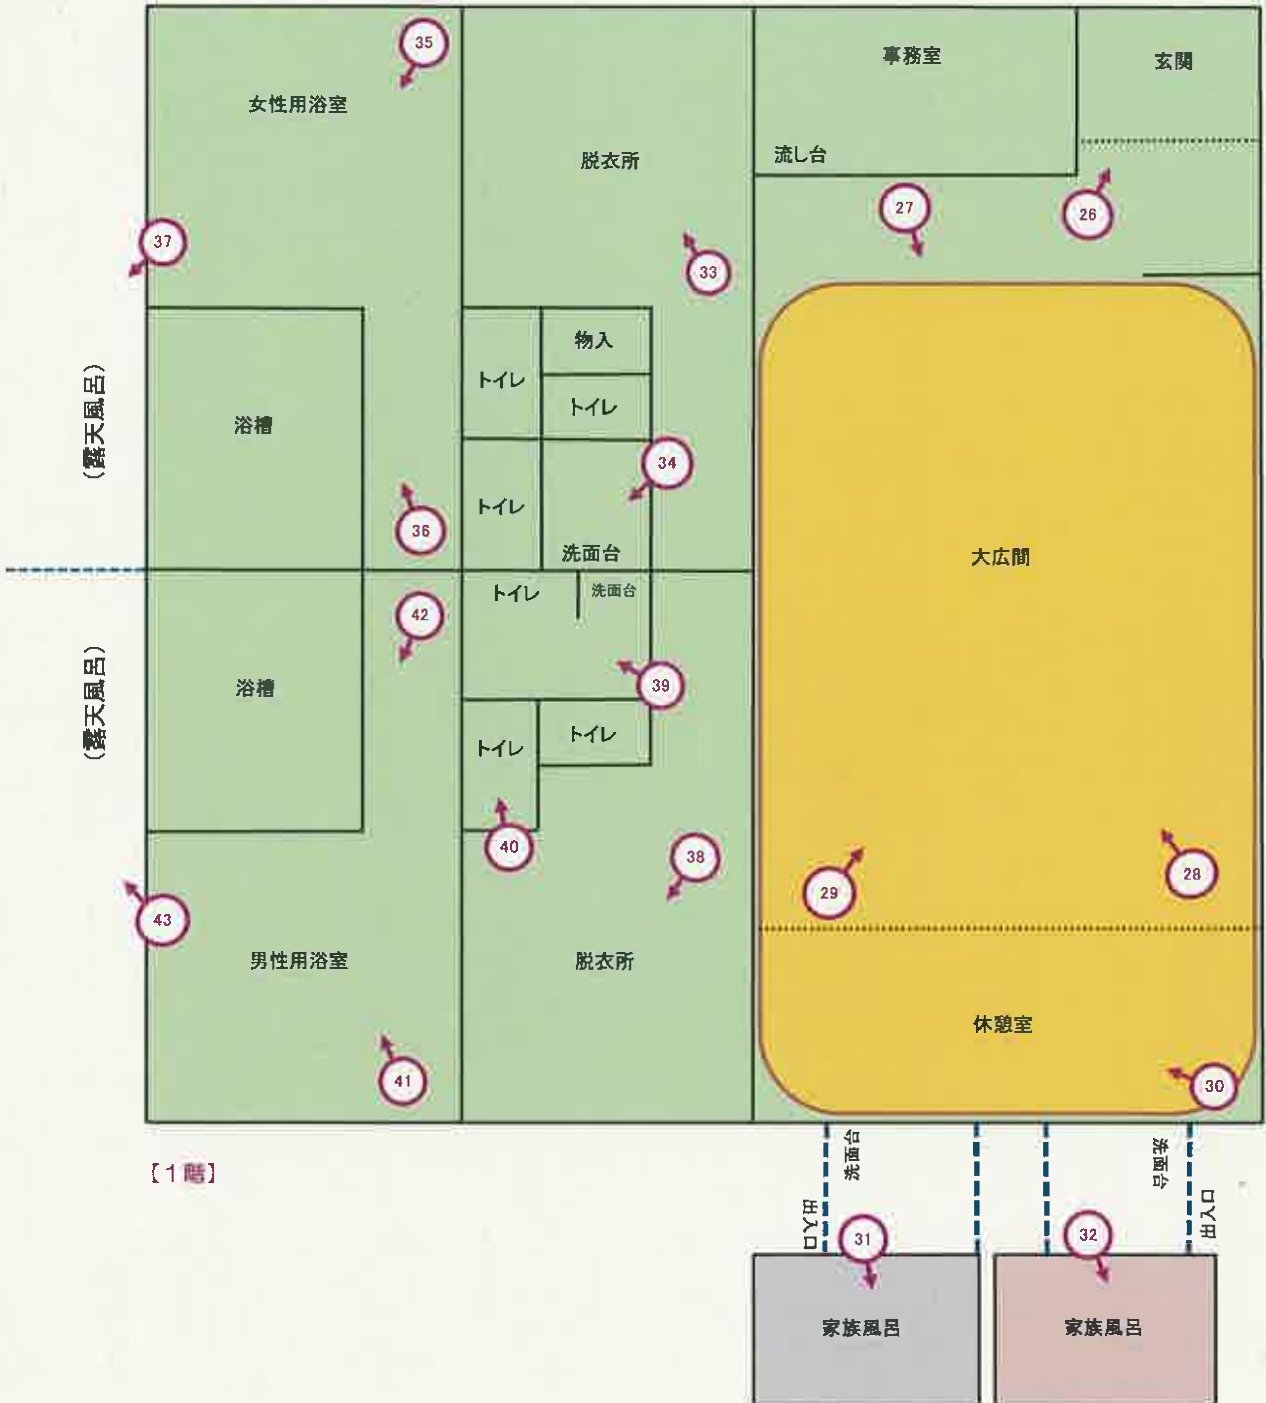 35
事務室
玄関
女性用浴室
流し台
脱衣所
27
26
37
33
物入
トイレ
トイレ
(露天風呂)
浴槽
34
トイレ
36
洗面台
大広間
トイレ
洗面台
42
(露天風呂)
浴槽
39
トイレ
トイレ
40
38
29
28
43
男性用浴室
脱衣所
休憩室
41
30
【1階】
洗面台
洗面台
出入口
出入口
31
32
家族風呂
家族風呂